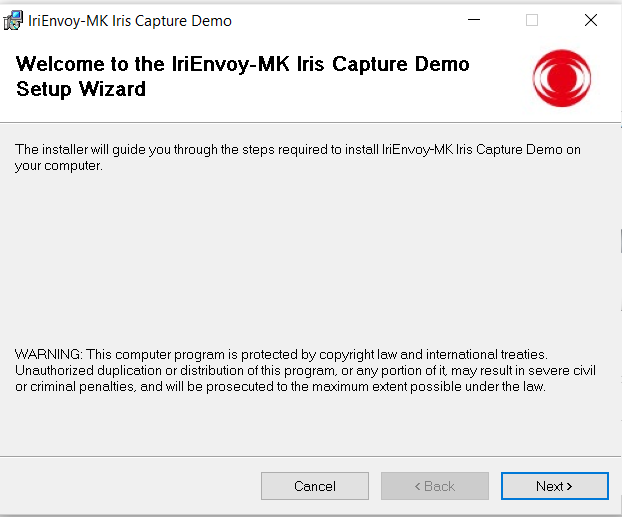 IriEnvoy-MK Iris Capture Demo
Welcome to the IriEnvoy-MK Iris Capture Demo
Setup Wizard
The installer will guide you through the steps required to install IriEnvoy-MK Iris Capture Demo on
your computer.
WARNING: This computer program is protected by copyright law and international treaties.
Unauthorized duplication or distribution of this program, or any portion of it, may result in severe civil
or criminal penalties, and will be prosecuted to the maximum extent possible under the law.
Cancel < Back Next >